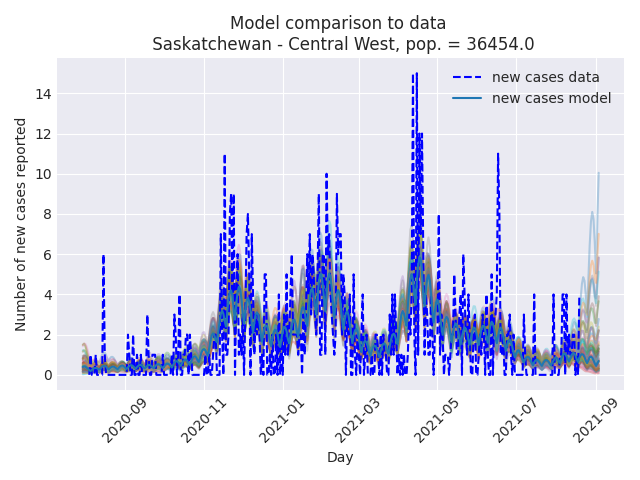 Model comparison to data
Saskatchewan - Central West, pop. = 36454.0
new cases data
new cases model
Number of new cases reported
14
12
10
8
6
4
2
0
2020-09
2020-11
2021-01
2021-03
2021-05
2021-07
2021-09
Day